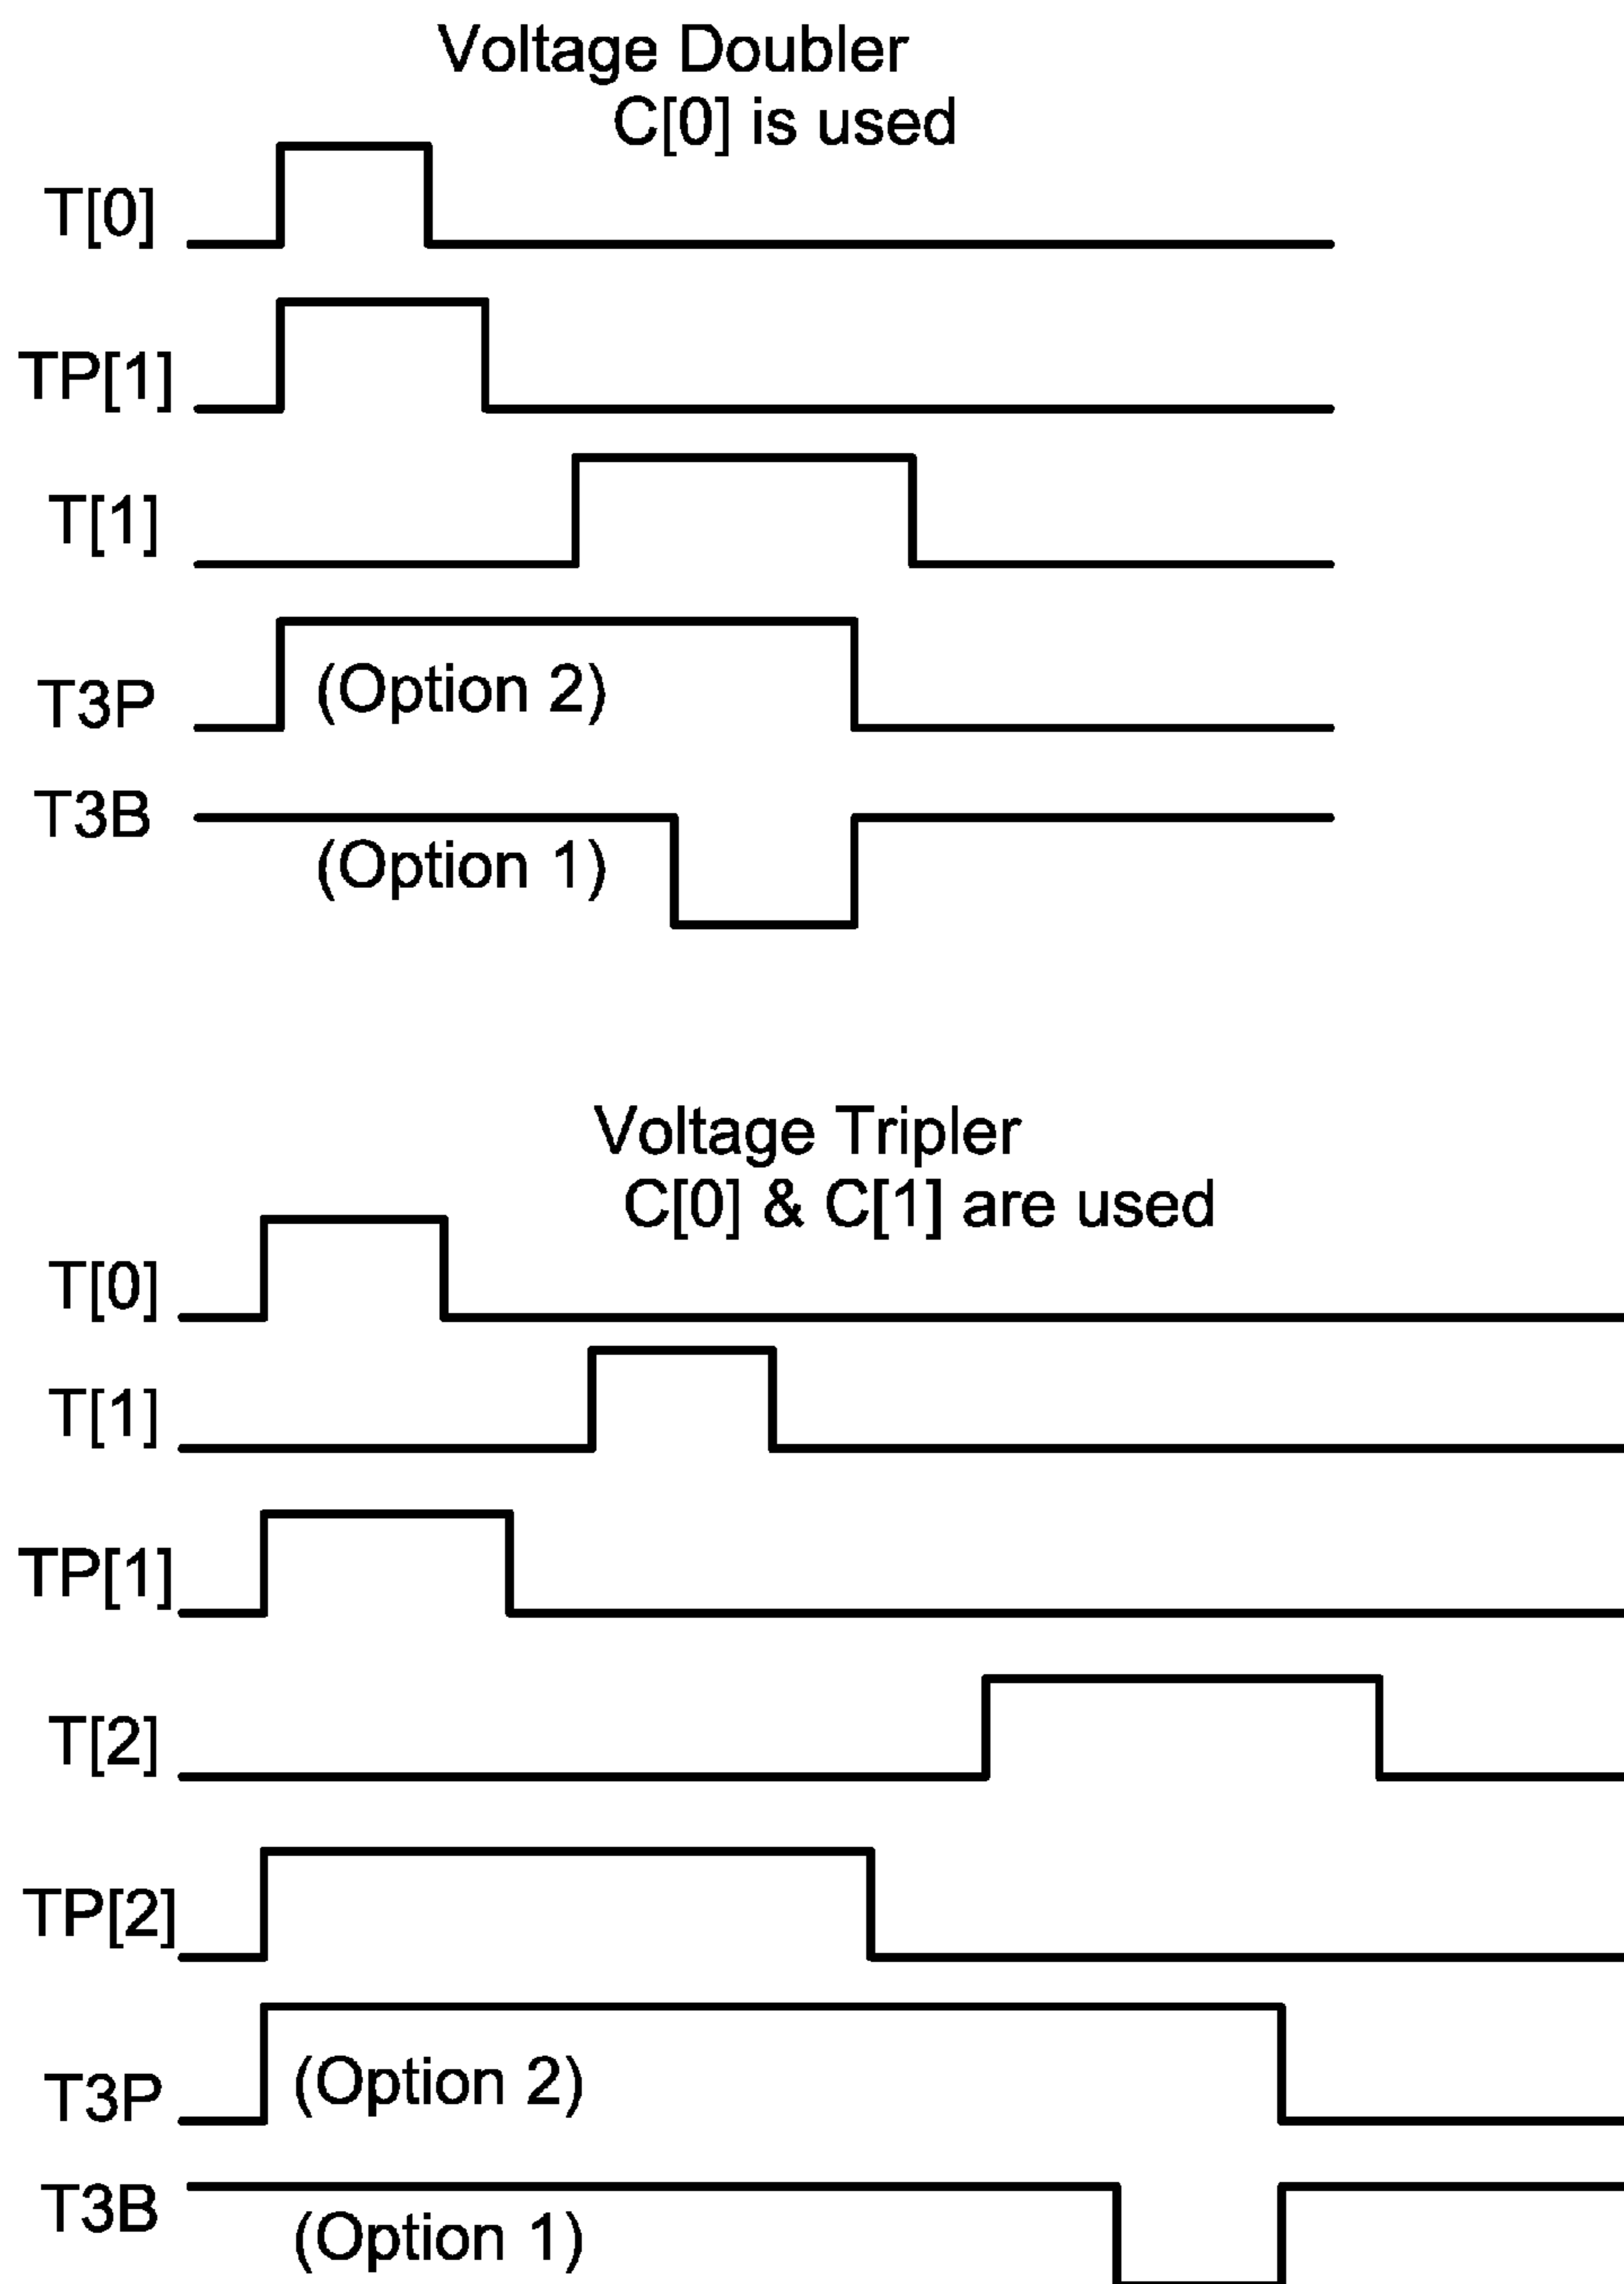 Voltage Doubler
C[0] is used
T[0]
TP[1]
T[1]
T3P
(Option 2)
T3B
(Option 1)
Voltage Tripler
C[0] & C[1] are used
T[0]
T[1]
TP[1]
T[2]
TP[2]
T3P
(Option 2)
T3B
(Option 1)